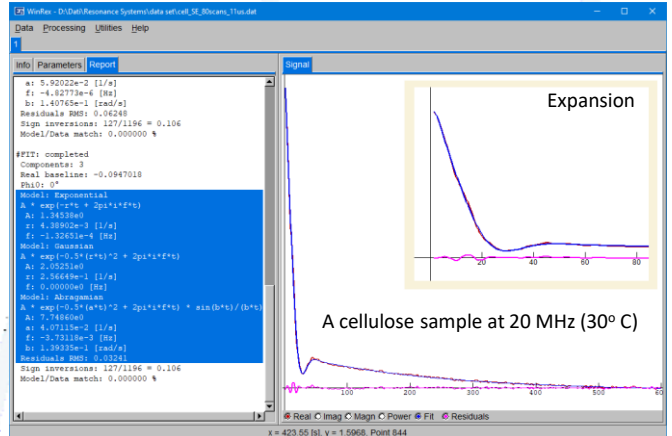 WinRex - D:\Dati\Resonance Systems\data set\cell_SE_80scans_11us.dat
Data Processing Utilities Help
1
Info Parameters Report
Signal
a: 5.92022e-2 [1/s]
f: -4.82773e-6 [Hz]
b: 1.40765e-1 [rad/s]
Residuals RMS: 0.06248
Sign inversions: 127/1196 = 0.106
Model/Data match: 0.000000 %
#FIT: completed
Components: 3
Real baseline: -0.0947018
Phi0: 0°
Model: Exponential
A * exp(-r*t + 2pi*i*f*t)
A: 1.34538e0
r: 4.38902e-3 [1/s]
f: -1.32651e-4 [Hz]
Model: Gaussian
A * exp(-0.5*(r*t)^2 + 2pi*i*f*t)
A: 2.05251e0
r: 2.56649e-1 [1/s]
f: 0.00000e0 [Hz]
Model: Abragamian
A * exp(-0.5*(a*t)^2 + 2pi*i*f*t) * sin(b*t)/(b*t)
A: 7.74860e0
a: 4.07115e-2 [1/s]
f: -3.73118e-3 [Hz]
b: 1.39335e-1 [rad/s]
Residuals RMS: 0.03241
Sign inversions: 127/1196 = 0.106
Model/Data match: 0.000000 %
Expansion
20 40 60 80
A cellulose sample at 20 MHz (30° C)
100 200 300 400 500 60
Real Imag Magn Power Fit Residuals
x = 423.55 [s], y = 1.5968, Point 844